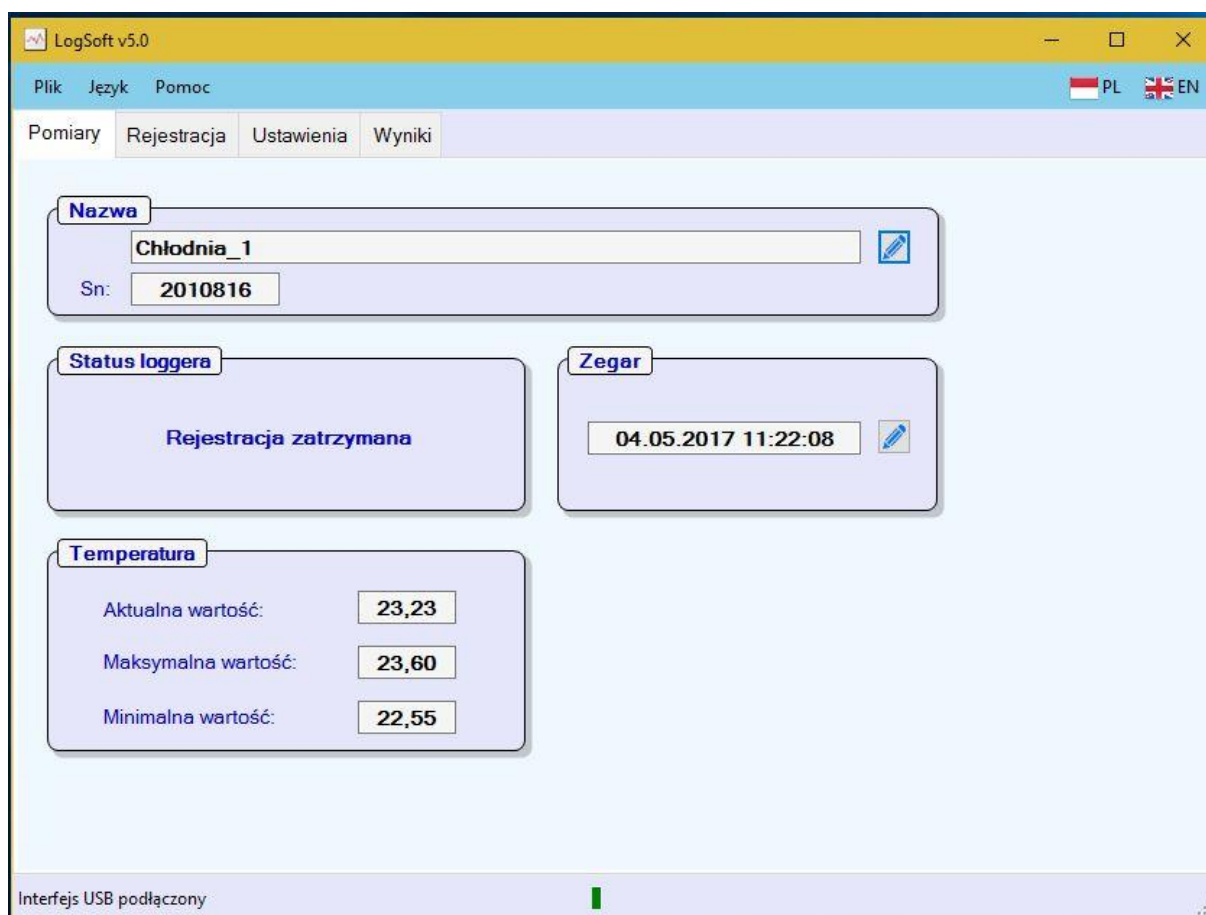 LogSoft v5.0
Plik Język Pomoc PL EN
Pomiary Rejestracja Ustawienia Wyniki
Nazwa
Chłodnia_1
Sn: 2010816
Status loggera
Rejestracja zatrzymana
Zegar
04.05.2017 11:22:08
Temperatura
Aktualna wartość: 23,23
Maksymalna wartość: 23,60
Minimalna wartość: 22,55
Interfejs USB podłączony